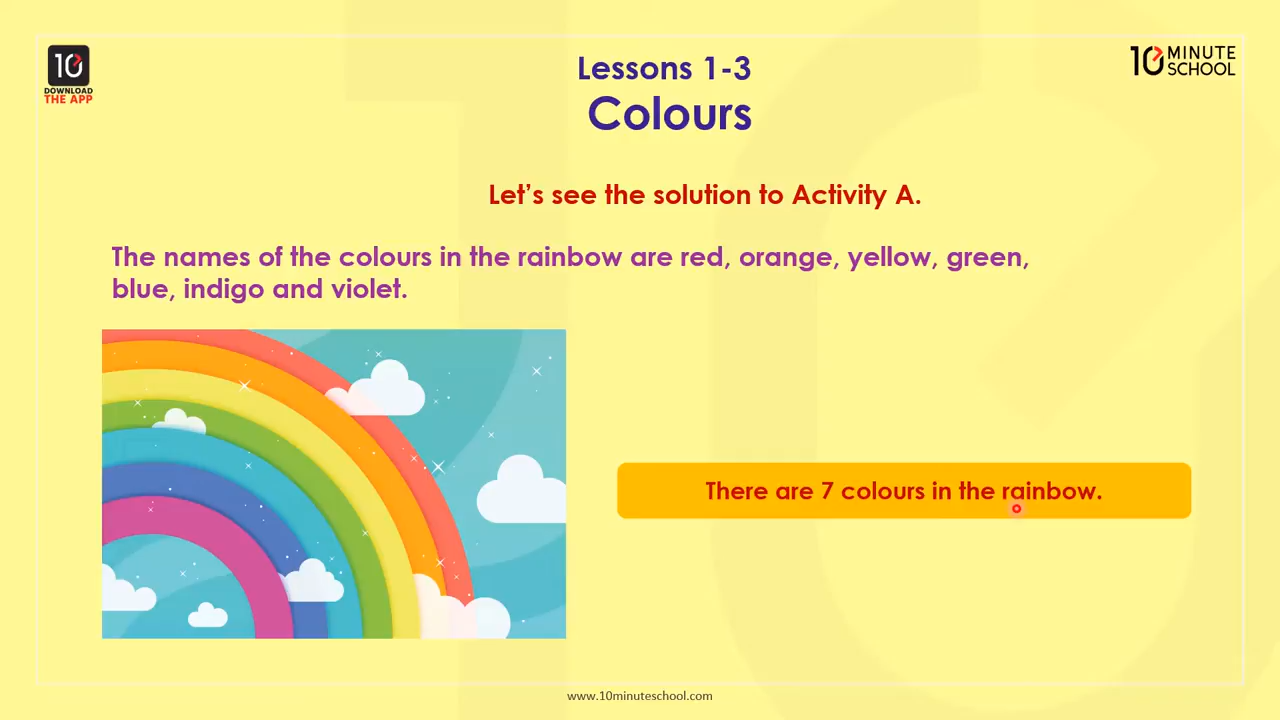 10
DOWNLOAD
THE APP
10 MINUTE
SCHOOL
Lessons 1-3
Colours
Let’s see the solution to Activity A.
The names of the colours in the rainbow are red, orange, yellow, green,
blue, indigo and violet.
There are 7 colours in the rainbow.
www.10minuteschool.com